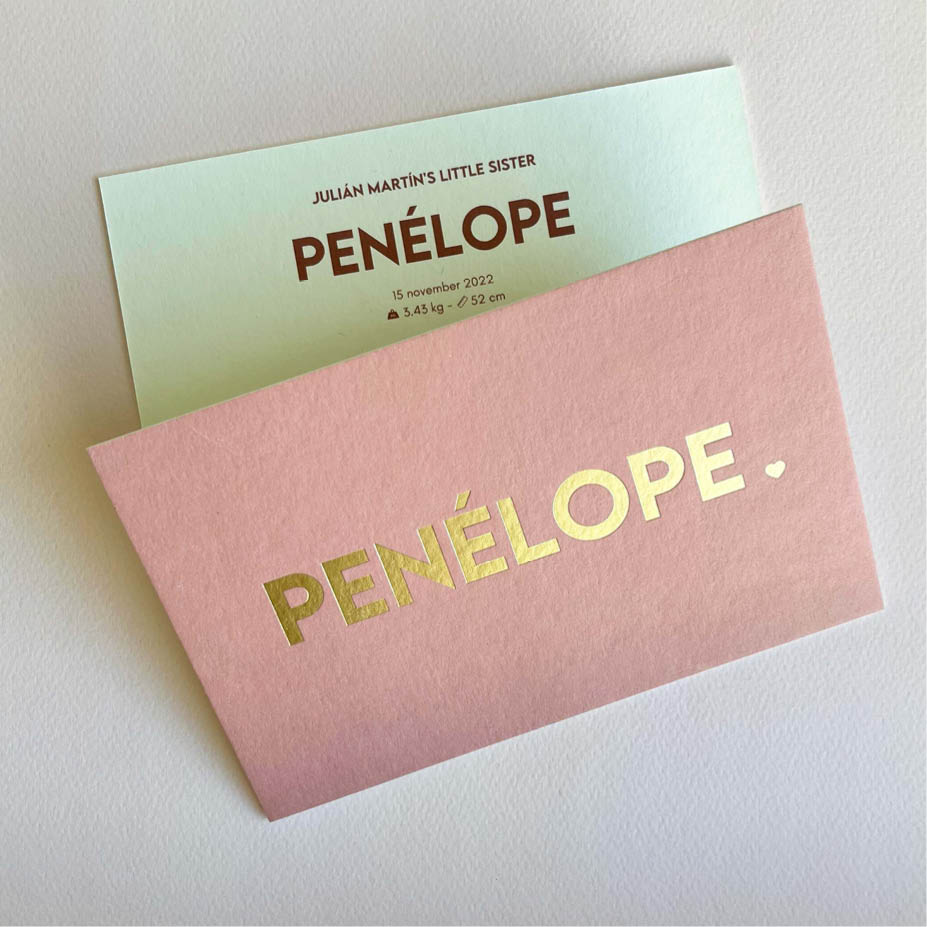 JULIÁN MARTÍN'S LITTLE SISTER
PENÉLOPE
15 november 2022
3.43 kg - 52 cm
PENÉLOPE